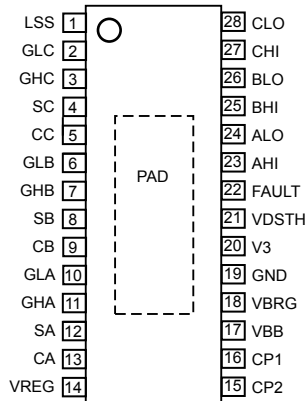 LSS 1 28 CLO
GLC 2 27 CHI
GHC 3 26 BLO
SC 4 25 BHI
CC 5 24 ALO
GLB 6 23 AHI
GHB 7 PAD 22 FAULT
SB 8 21 VDSTH
CB 9 20 V3
GLA 10 19 GND
GHA 11 18 VBRG
SA 12 17 VBB
CA 13 16 CP1
VREG 14 15 CP2